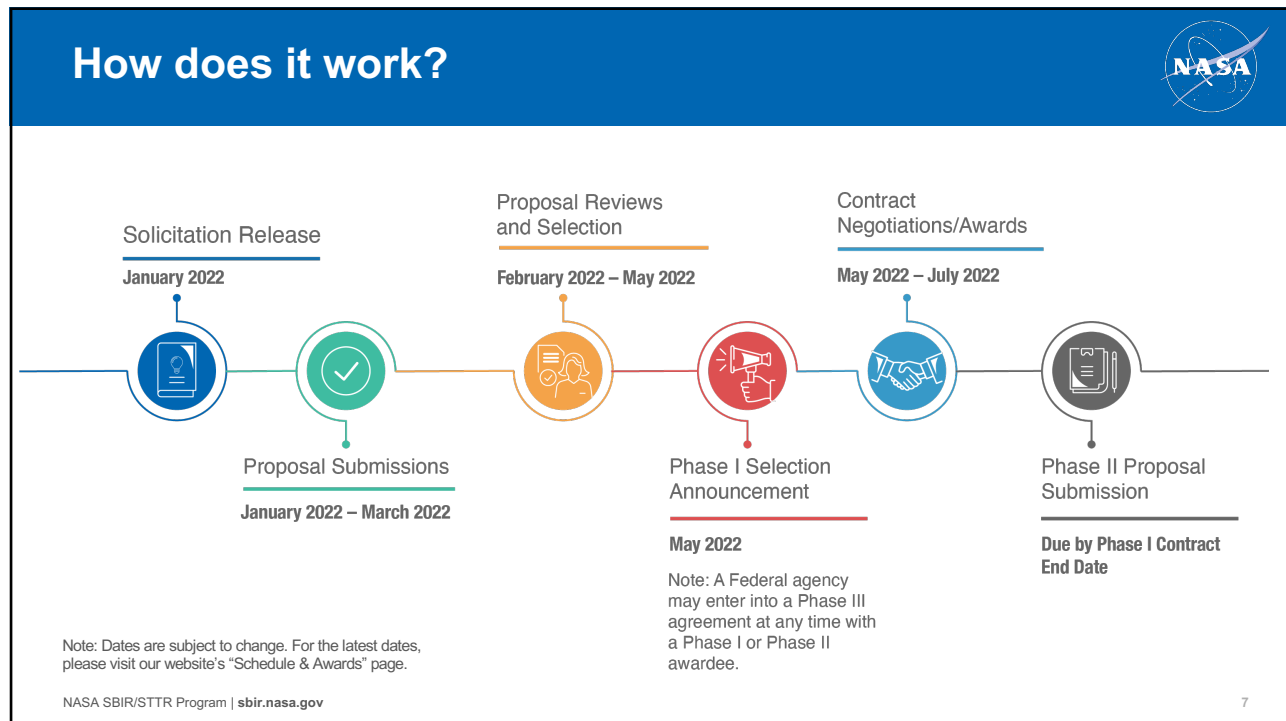 How does it work?
NASA
Solicitation Release
January 2022
Proposal Submissions
January 2022 – March 2022
Proposal Reviews
and Selection
February 2022 – May 2022
Phase I Selection
Announcement
May 2022
Note: A Federal agency
may enter into a Phase III
agreement at any time with
a Phase I or Phase II
awardee.
Contract
Negotiations/Awards
May 2022 – July 2022
Phase II Proposal
Submission
Due by Phase I Contract
End Date
Note: Dates are subject to change. For the latest dates,
please visit our website’s “Schedule & Awards” page.
NASA SBIR/STTR Program | sbir.nasa.gov
7